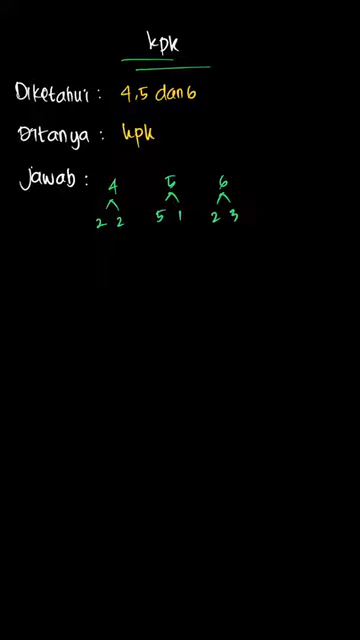 kpk
Diketahui : 4,5 dan 6
Ditanya : kpk
Jawab :
4 5 6
2 2 5 1 2 3